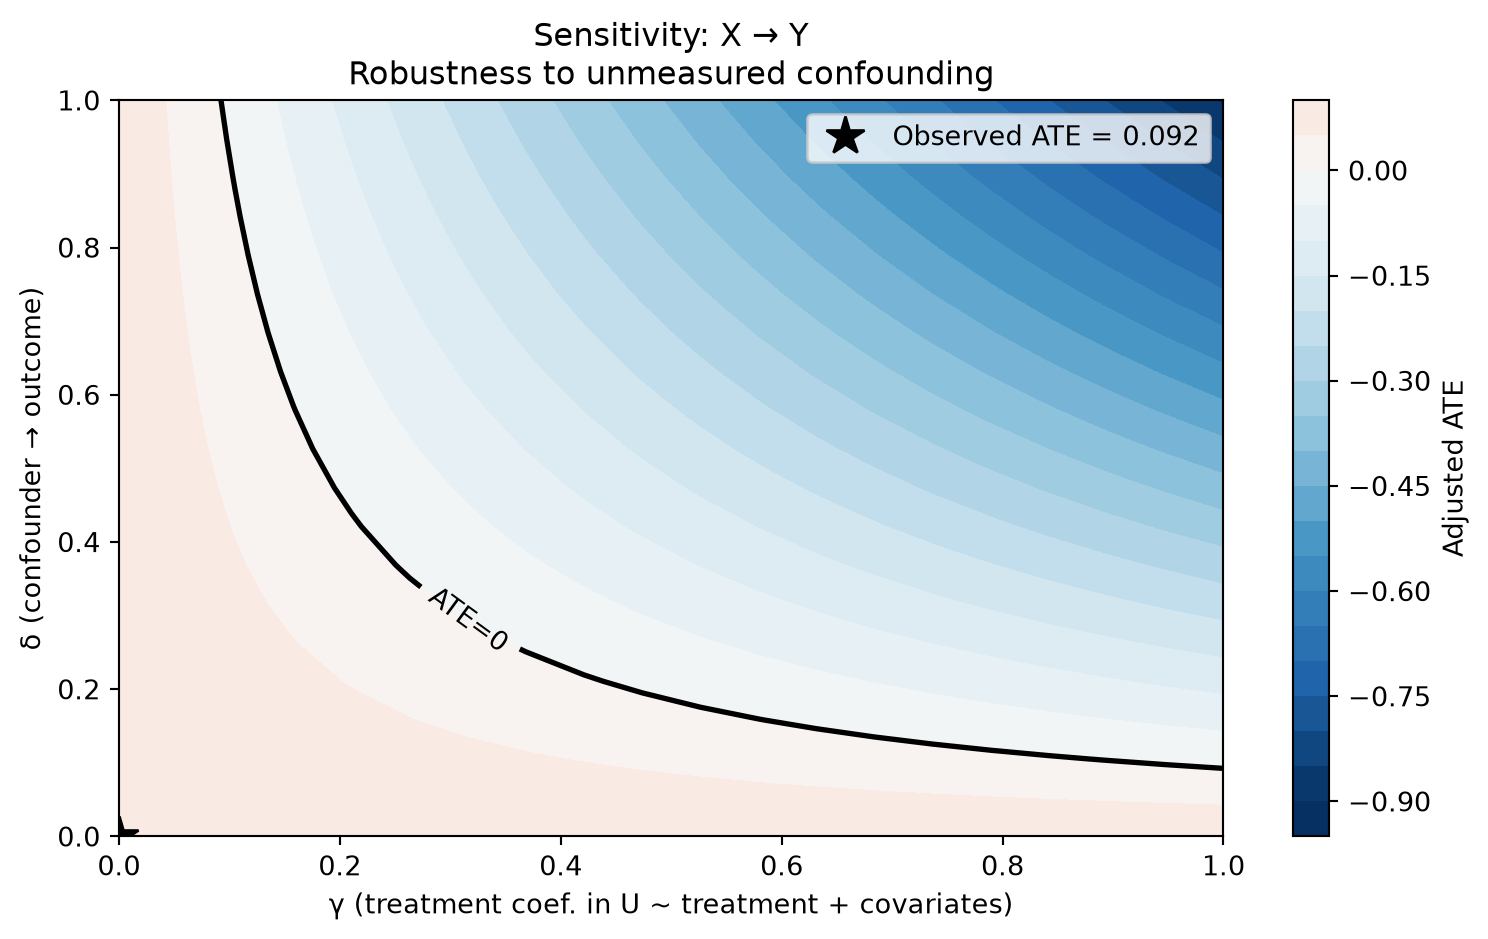 Sensitivity: X → Y
Robustness to unmeasured confounding
Observed ATE = 0.092
ATE=0
δ (confounder → outcome)
1.0
0.8
0.6
0.4
0.2
0.0
0.0 0.2 0.4 0.6 0.8 1.0
γ (treatment coef. in U ~ treatment + covariates)
0.00
−0.15
−0.30
−0.45
−0.60
−0.75
−0.90
Adjusted ATE